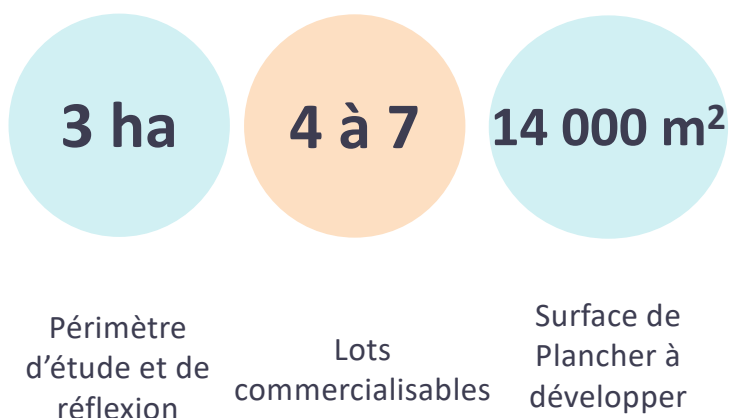 3 ha
4 à 7
14 000 m²
Périmètre
d’étude et de
réflexion
Lots
commercialisables
Surface de
Plancher à
développer